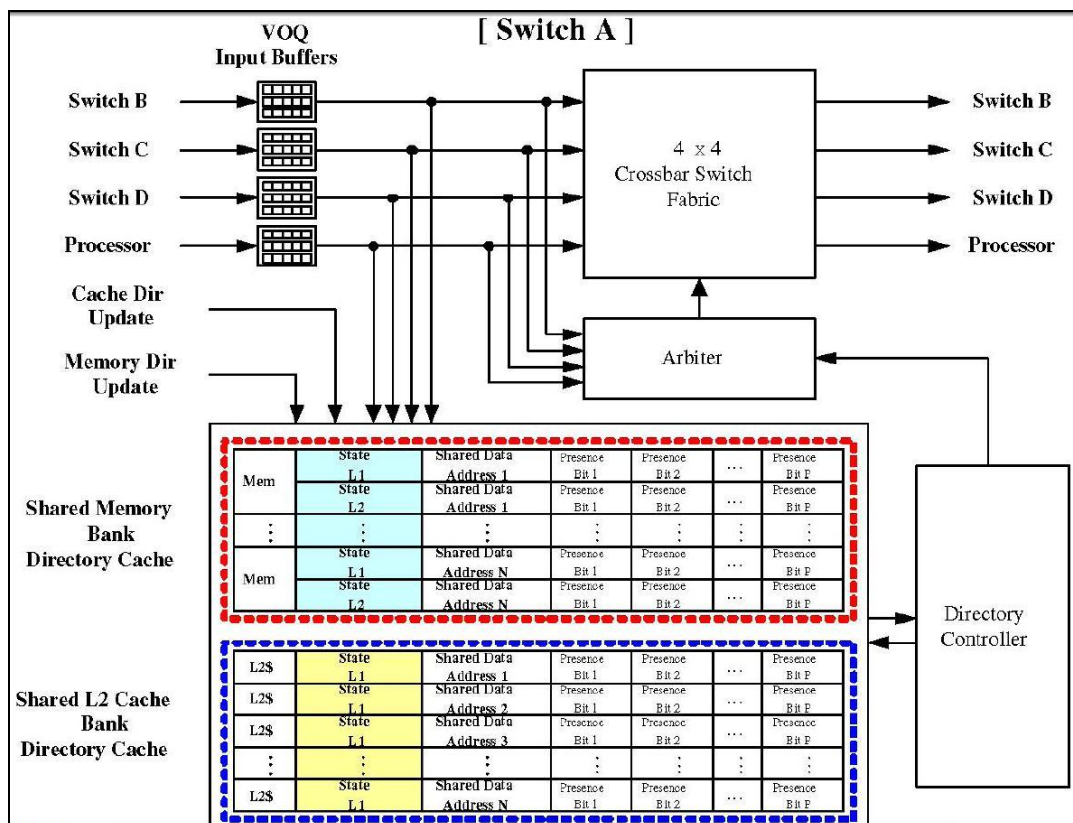 [ Switch A ]
VOQ
Input Buffers
Switch B
Switch C
Switch D
Processor
4 x 4
Crossbar Switch
Fabric
Switch B
Switch C
Switch D
Processor
Cache Dir
Update
Memory Dir
Update
Arbiter
Shared Memory
Bank
Directory Cache
Mem
State
L1
Shared Data
Address 1
Presence
Bit 1
Presence
Bit 2
...
Presence
Bit P
State
L2
Shared Data
Address 1
Presence
Bit 1
Presence
Bit 2
...
Presence
Bit P
Mem
State
L1
Shared Data
Address N
Presence
Bit 1
Presence
Bit 2
...
Presence
Bit P
State
L2
Shared Data
Address N
Presence
Bit 1
Presence
Bit 2
...
Presence
Bit P
Directory
Controller
Shared L2 Cache
Bank
Directory Cache
L2$
State
L1
Shared Data
Address 1
Presence
Bit 1
Presence
Bit 2
...
Presence
Bit P
L2$
State
L1
Shared Data
Address 2
Presence
Bit 1
Presence
Bit 2
...
Presence
Bit P
L2$
State
L1
Shared Data
Address 3
Presence
Bit 1
Presence
Bit 2
...
Presence
Bit P
L2$
State
L1
Shared Data
Address N
Presence
Bit 1
Presence
Bit 2
...
Presence
Bit P